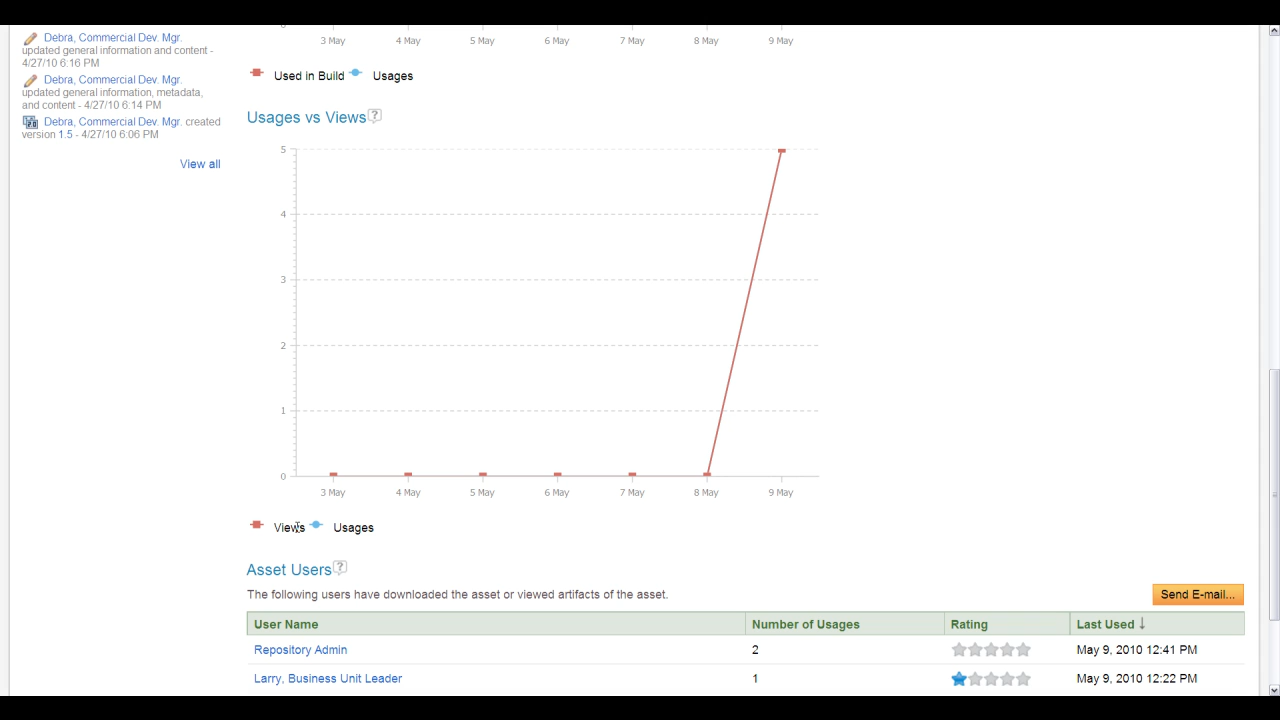 Debra, Commercial Dev. Mgr.
updated general information and content -
4/27/10 6:16 PM
Debra, Commercial Dev. Mgr.
updated general information, metadata,
and content - 4/27/10 6:14 PM
Debra, Commercial Dev. Mgr. created
version 1.5 - 4/27/10 6:06 PM
View all
3 May 4 May 5 May 6 May 7 May 8 May 9 May
Used in Build Usages
Usages vs Views ?
5
4
3
2
1
0
3 May 4 May 5 May 6 May 7 May 8 May 9 May
Views Usages
Asset Users ?
The following users have downloaded the asset or viewed artifacts of the asset.
Send E-mail...
User Name Number of Usages Rating Last Used ↓
Repository Admin 2 May 9, 2010 12:41 PM
Larry, Business Unit Leader 1 May 9, 2010 12:22 PM